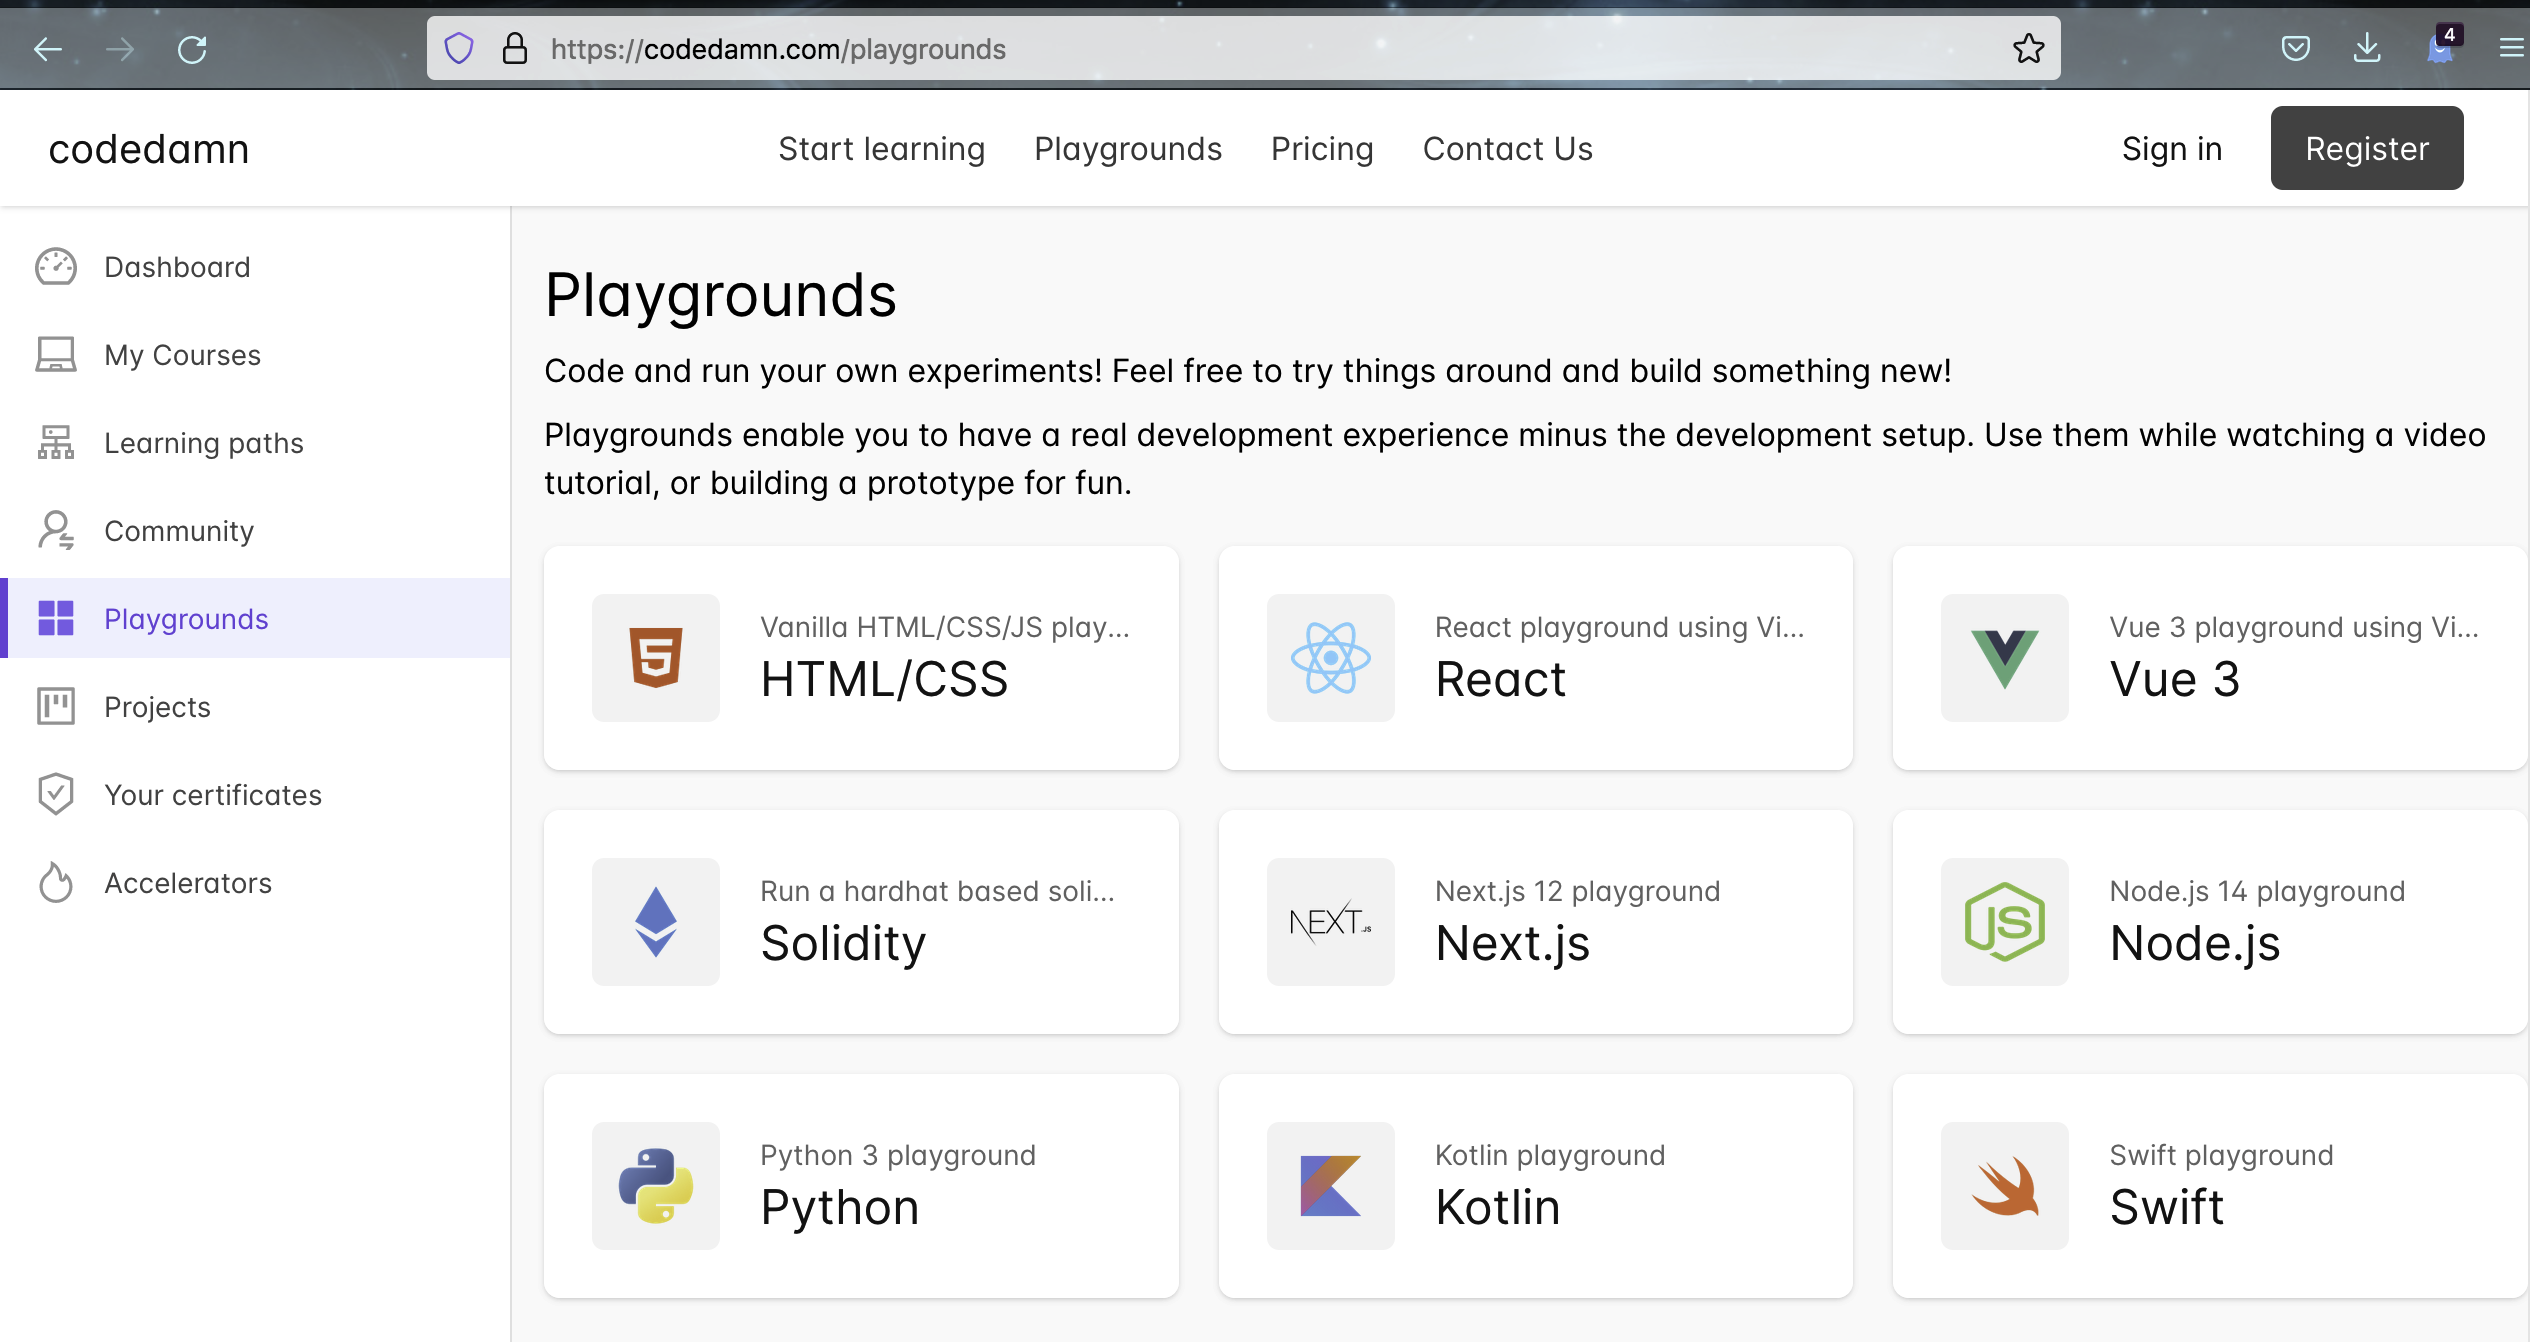 4
https://codedamn.com/playgrounds
codedamn
Start learning
Playgrounds
Pricing
Contact Us
Sign in
Register
Dashboard
My Courses
Learning paths
Community
Playgrounds
Projects
Your certificates
Accelerators
Playgrounds
Code and run your own experiments! Feel free to try things around and build something new!
Playgrounds enable you to have a real development experience minus the development setup. Use them while watching a video
tutorial, or building a prototype for fun.
Vanilla HTML/CSS/JS play...
HTML/CSS
React playground using Vi...
React
Vue 3 playground using Vi...
Vue 3
Run a hardhat based soli...
Solidity
NEXT.JS
Next.js 12 playground
Next.js
JS
Node.js 14 playground
Node.js
Python 3 playground
Python
Kotlin playground
Kotlin
Swift playground
Swift